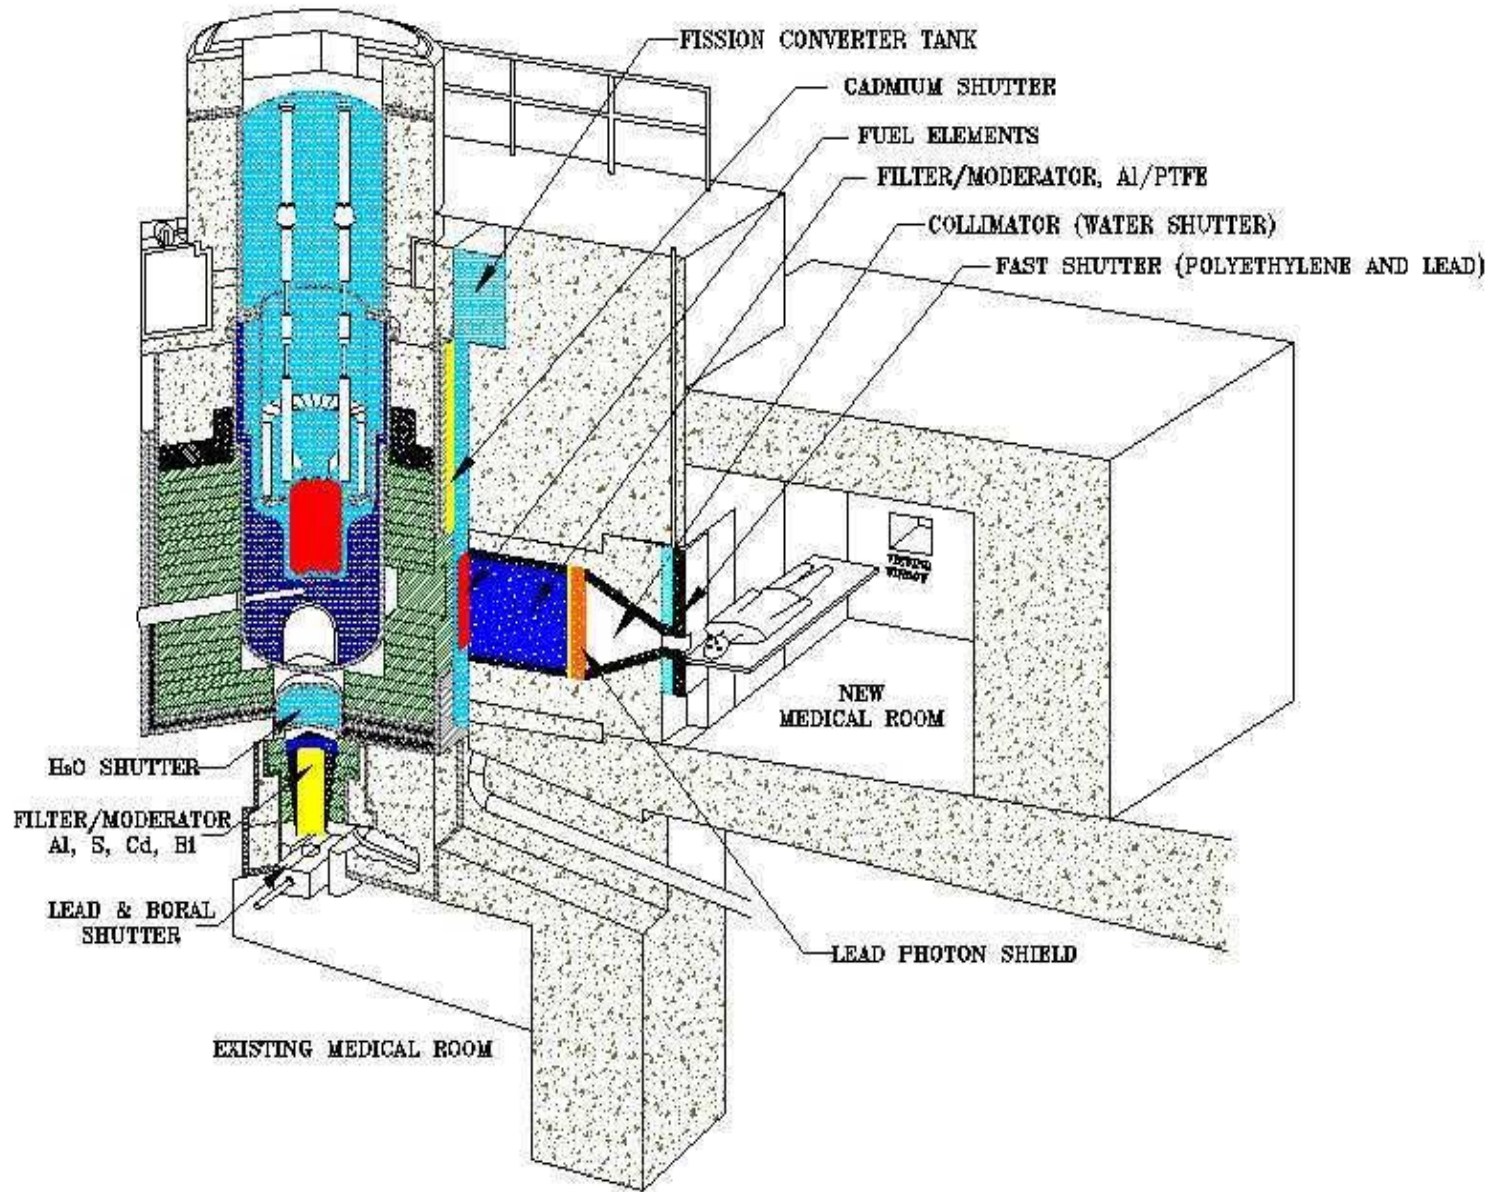 FISSION CONVERTER TANK
CADMIUM SHUTTER
FUEL ELEMENTS
FILTER/MODERATOR, Al/PTFE
COLLIMATOR (WATER SHUTTER)
FAST SHUTTER (POLYETHYLENE AND LEAD)
VIEWING
WINDOW
NEW
MEDICAL ROOM
H2O SHUTTER
FILTER/MODERATOR
Al, S, Cd, Bi
LEAD & BORAL
SHUTTER
LEAD PHOTON SHIELD
EXISTING MEDICAL ROOM